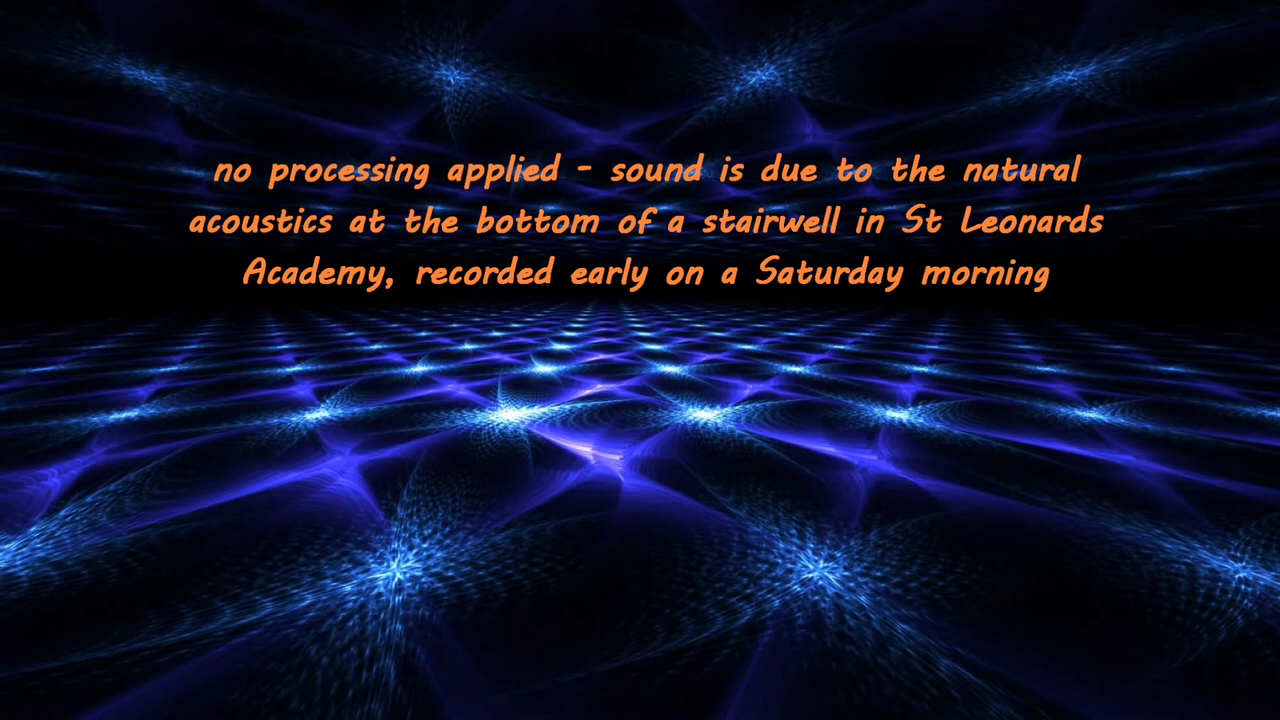 no processing applied - sound is due to the natural
acoustics at the bottom of a stairwell in St Leonards
Academy, recorded early on a Saturday morning